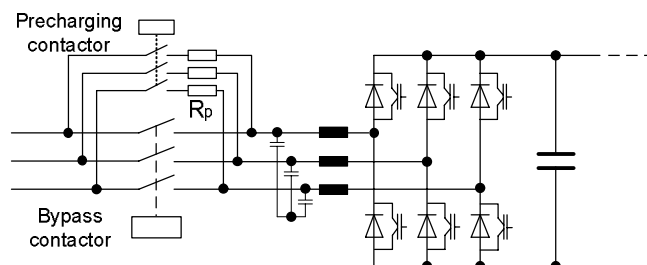 Precharging
contactor
Rp
Bypass
contactor